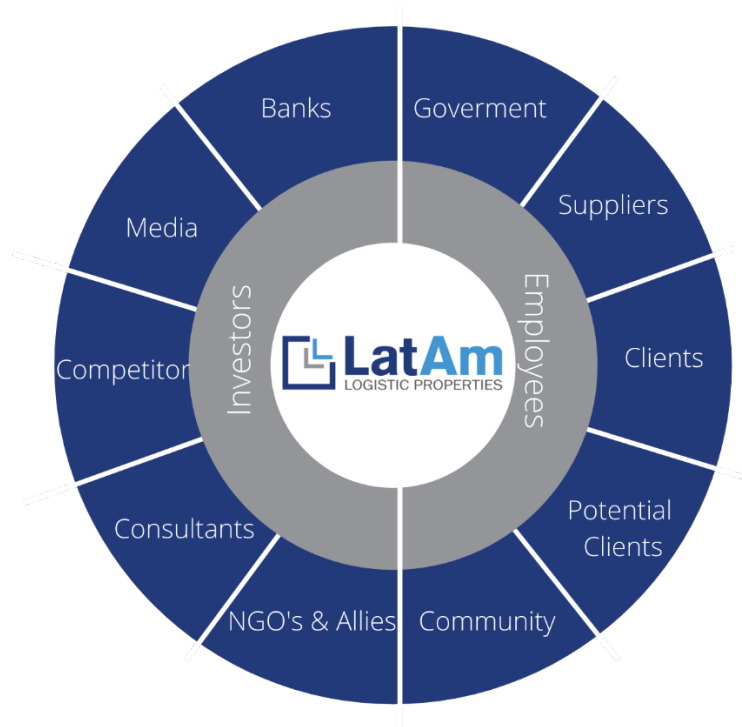 Banks
Goverment
Suppliers
Media
Clients
Competitor
Investors
Employees
LatAm
LOGISTIC PROPERTIES
Potential
Clients
Consultants
NGO's & Allies
Community